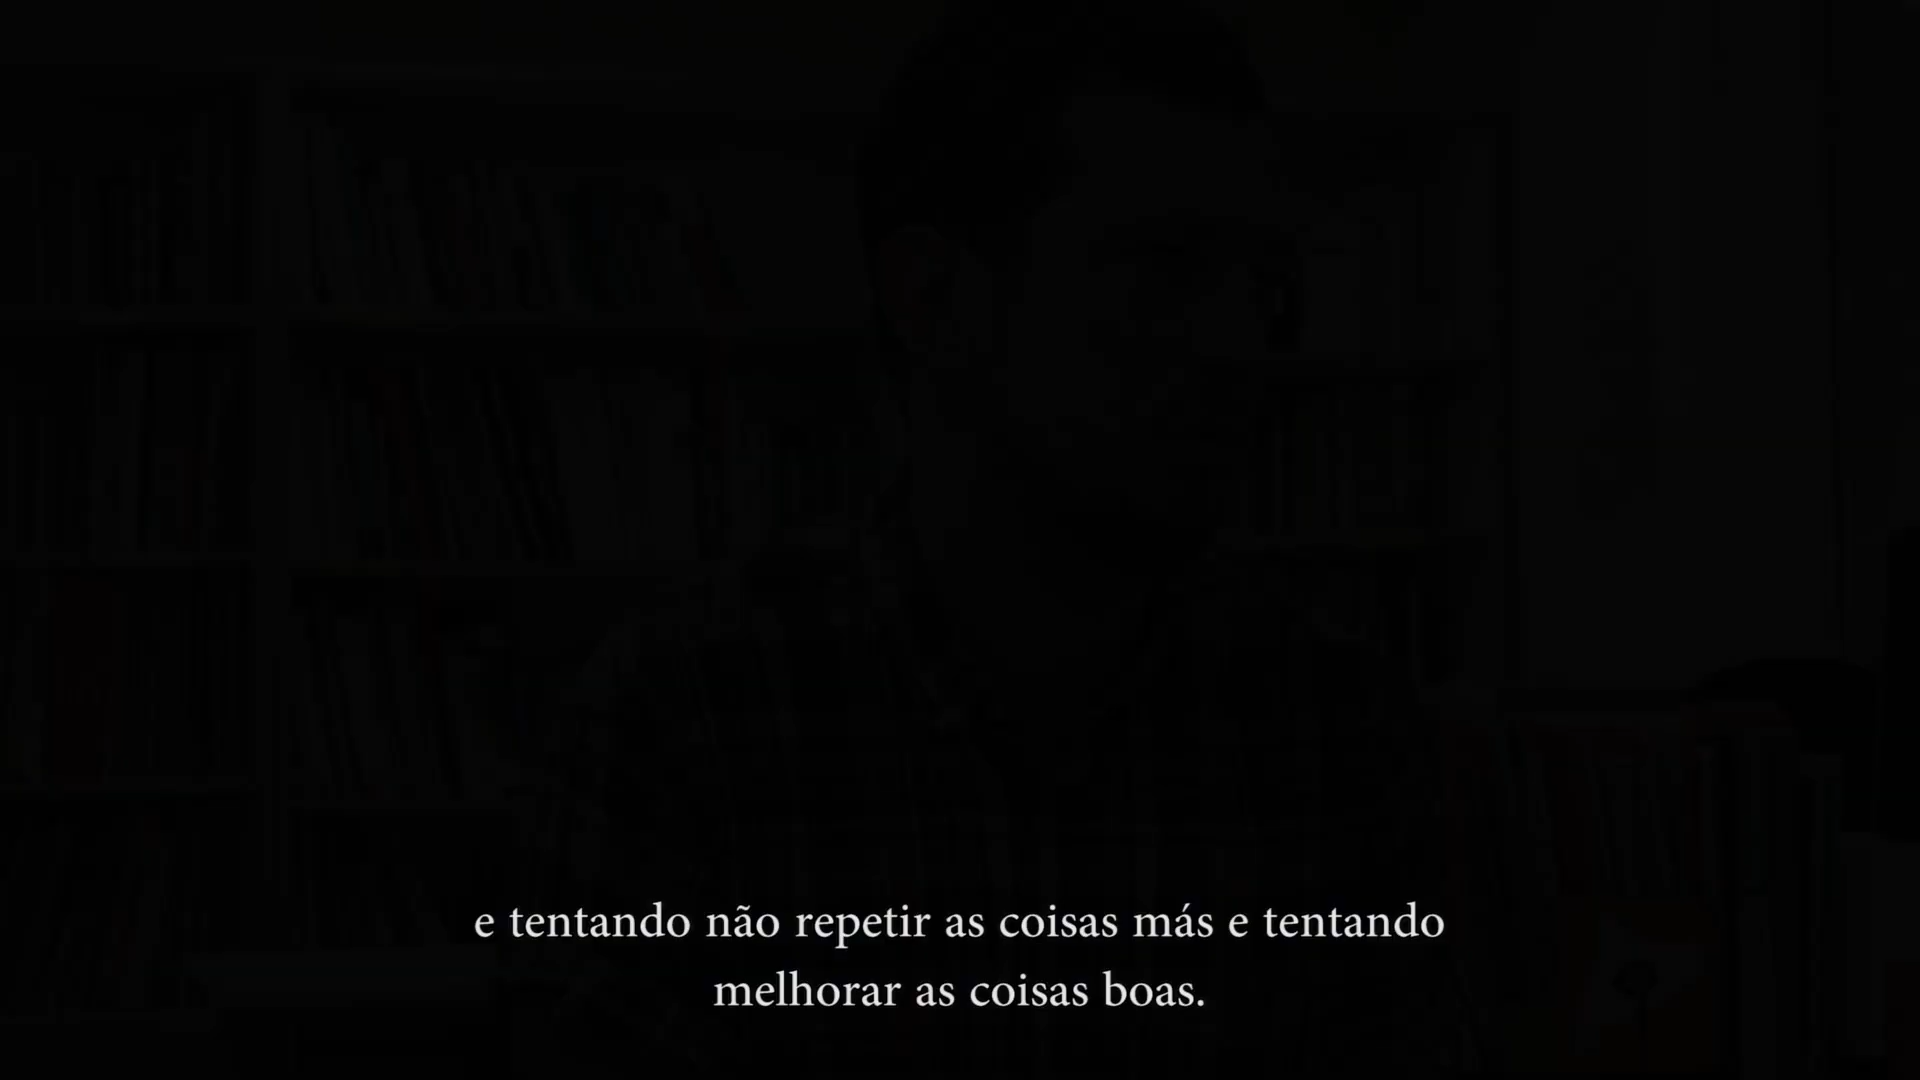 e tentando não repetir as coisas más e tentando
melhorar as coisas boas.